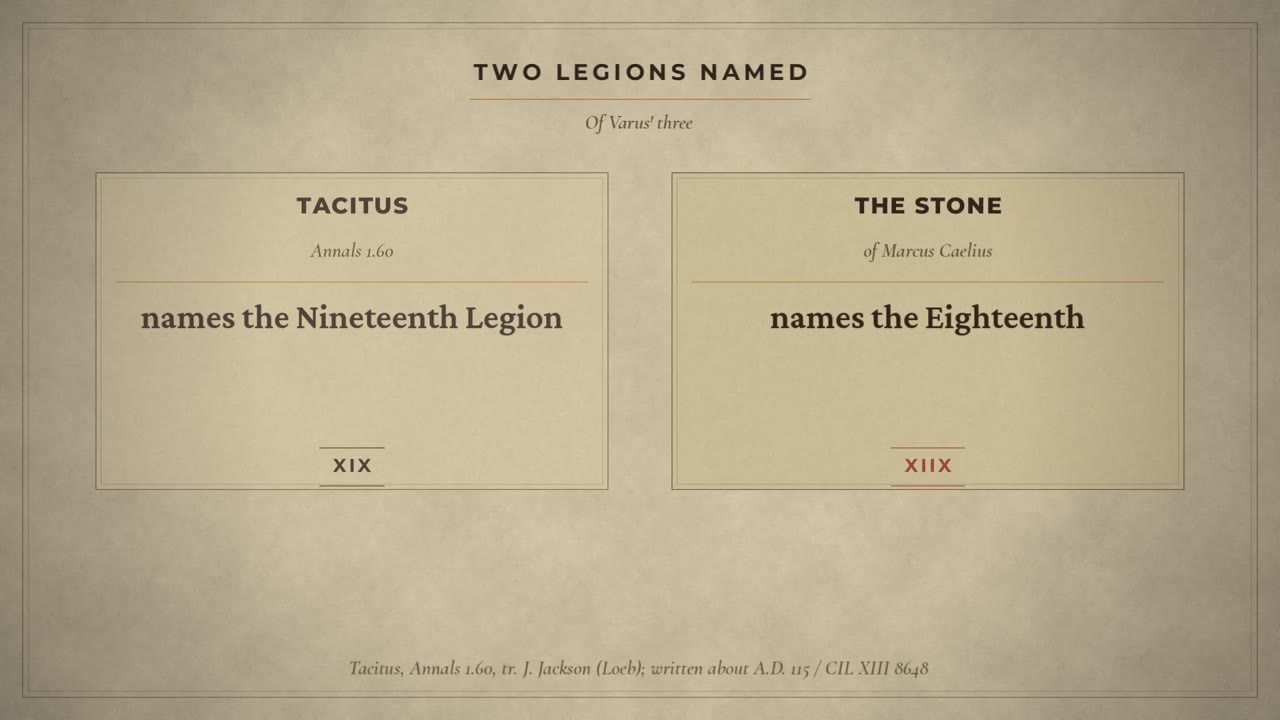 TWO LEGIONS NAMED
Of Varus' three
TACITUS
Annals 1.60
names the Nineteenth Legion
XIX
THE STONE
of Marcus Caelius
names the Eighteenth
XIIX
Tacitus, Annals 1.60, tr. J. Jackson (Loeb); written about A.D. 115 / CIL XIII 8648